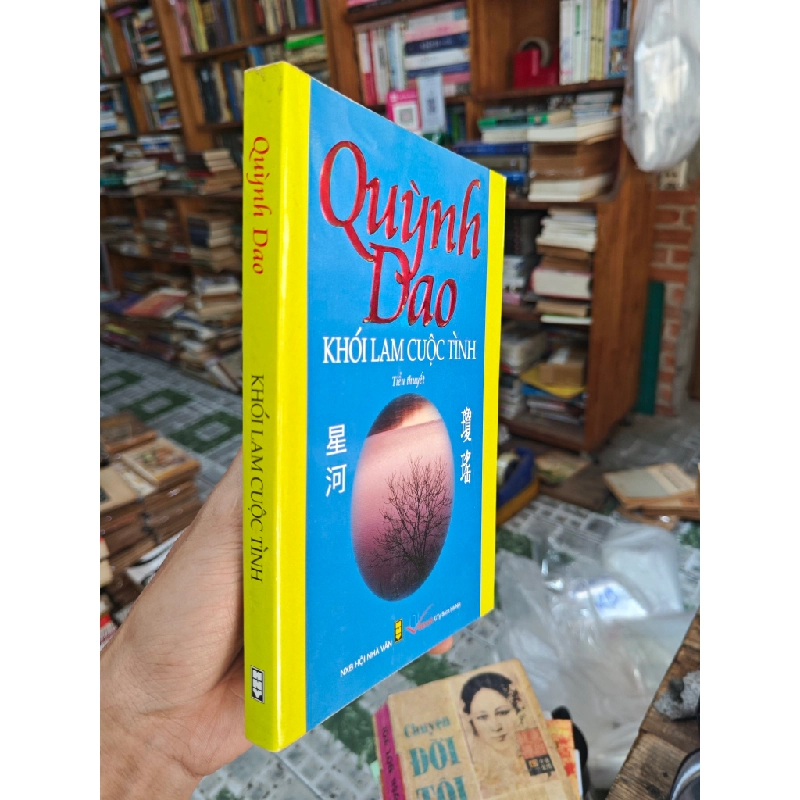 Quỳnh Dao
KHÓI LAM CUỘC TÌNH
Quỳnh
Dao
KHÓI LAM CUỘC TÌNH
Tiểu thuyết
星河
瓊瑤
NXB HỘI NHÀ VĂN
Chuyện
ĐỜI
TÔI